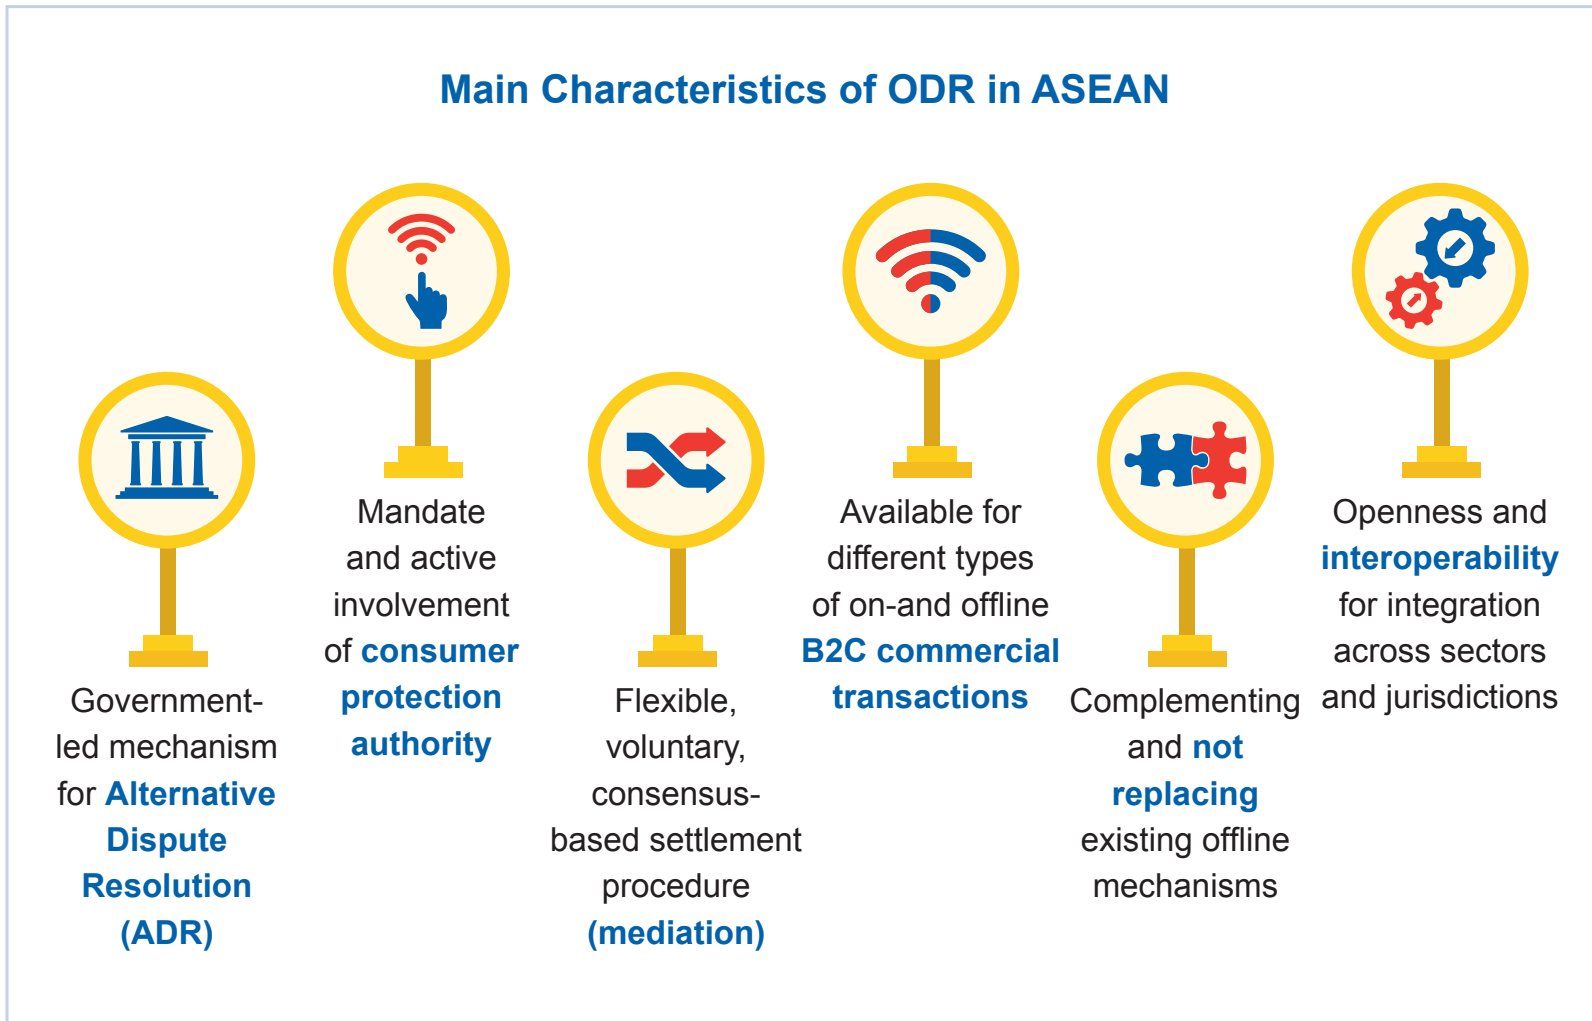 Main Characteristics of ODR in ASEAN
Government-
led mechanism
for Alternative
Dispute
Resolution
(ADR)
Mandate
and active
involvement
of consumer
protection
authority
Flexible,
voluntary,
consensus-
based settlement
procedure
(mediation)
Available for
different types
of on-and offline
B2C commercial
transactions
Complementing
and not
replacing
existing offline
mechanisms
Openness and
interoperability
for integration
across sectors
and jurisdictions